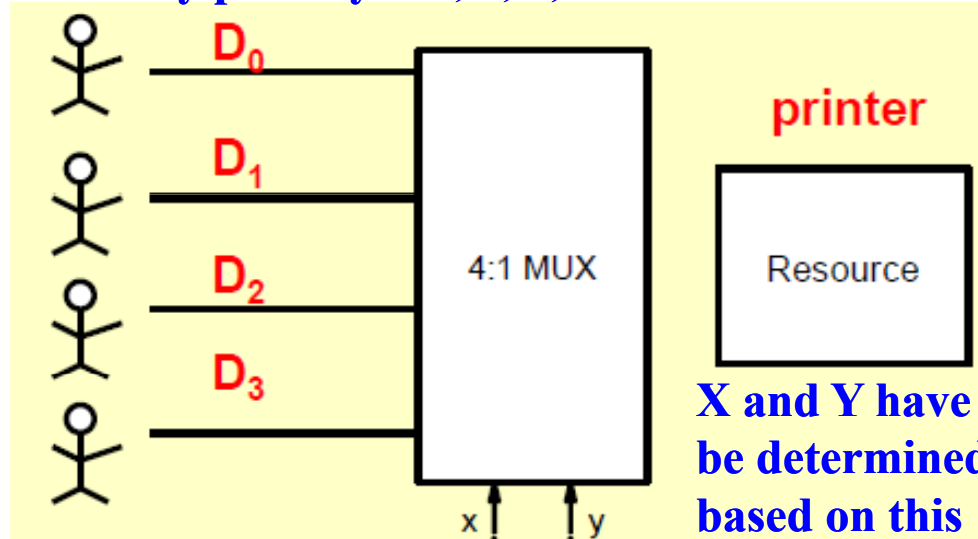 D0
D1
D2
D3
4:1 MUX
x
y
printer
Resource
X and Y have
be determined
based on this